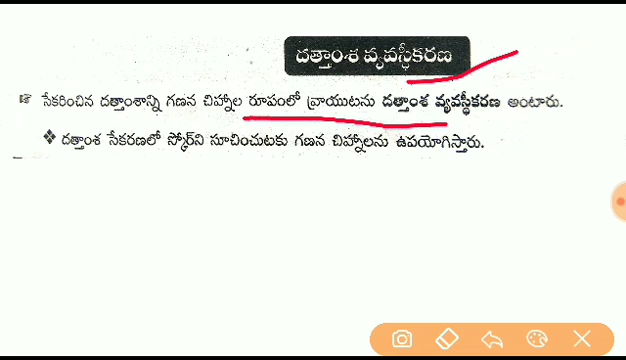 దత్తాంశ వ్యవస్థీకరణ
☞ సేకరించిన దత్తాంశాన్ని గణన చిహ్నాల రూపంలో వ్రాయుటను దత్తాంశ వ్యవస్థీకరణ అంటారు.
❖ దత్తాంశ సేకరణలో స్కోర్‌ని సూచించుటకు గణన చిహ్నాలను ఉపయోగిస్తారు.